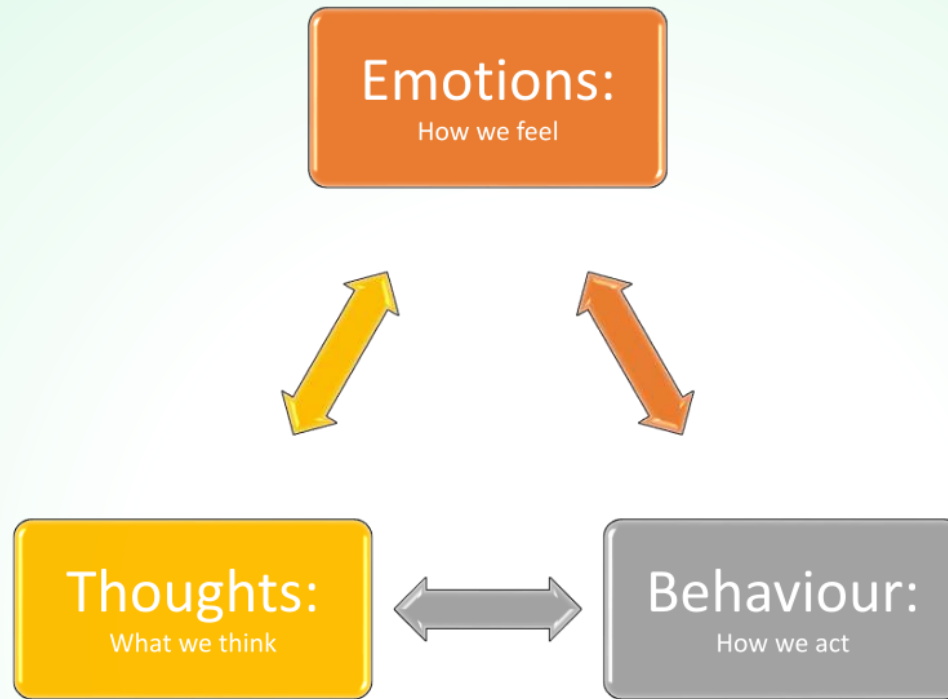 Emotions:
How we feel
Thoughts:
What we think
Behaviour:
How we act